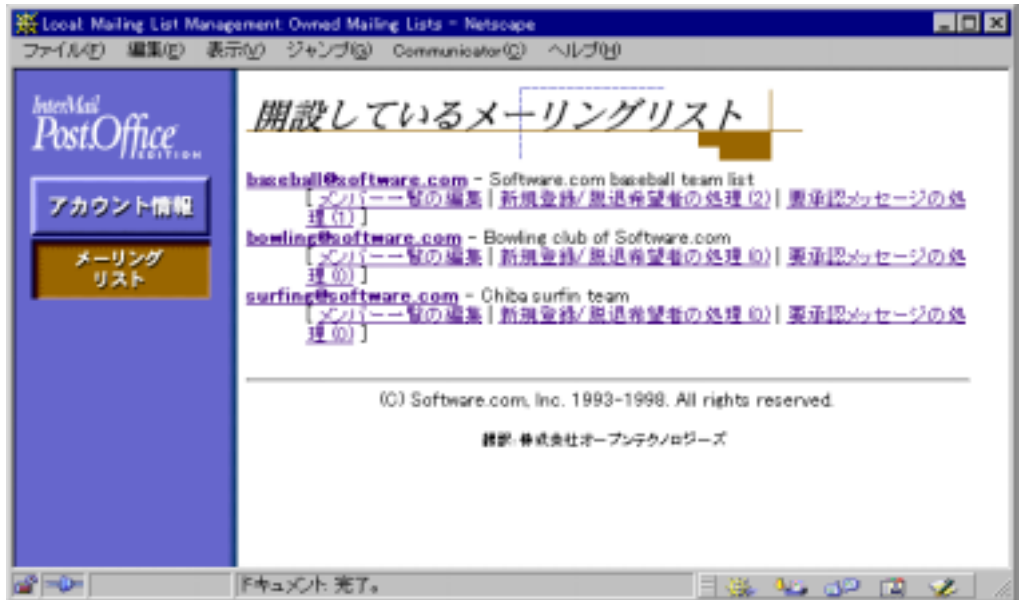 Local: Mailing List Management: Owned Mailing Lists - Netscape
ファイル(F) 編集(E) 表示(V) ジャンプ(G) Communicator(C) ヘルプ(H)
InterMail
Post.Office
EDITION
アカウント情報
メーリング
リスト
開設しているメーリングリスト
baseball@software.com - Software.com baseball team list
[ メンバー一覧の編集 | 新規登録/脱退希望者の処理 (2) | 要承認メッセージの処
理 (1) ]
bowling@software.com - Bowling club of Software.com
[ メンバー一覧の編集 | 新規登録/脱退希望者の処理 (0) | 要承認メッセージの処
理 (0) ]
surfing@software.com - Chiba surfin team
[ メンバー一覧の編集 | 新規登録/脱退希望者の処理 (0) | 要承認メッセージの処
理 (0) ]
(C) Software.com, Inc. 1993-1998. All rights reserved.
翻訳: 株式会社オープンテクノロジーズ
ドキュメント: 完了。